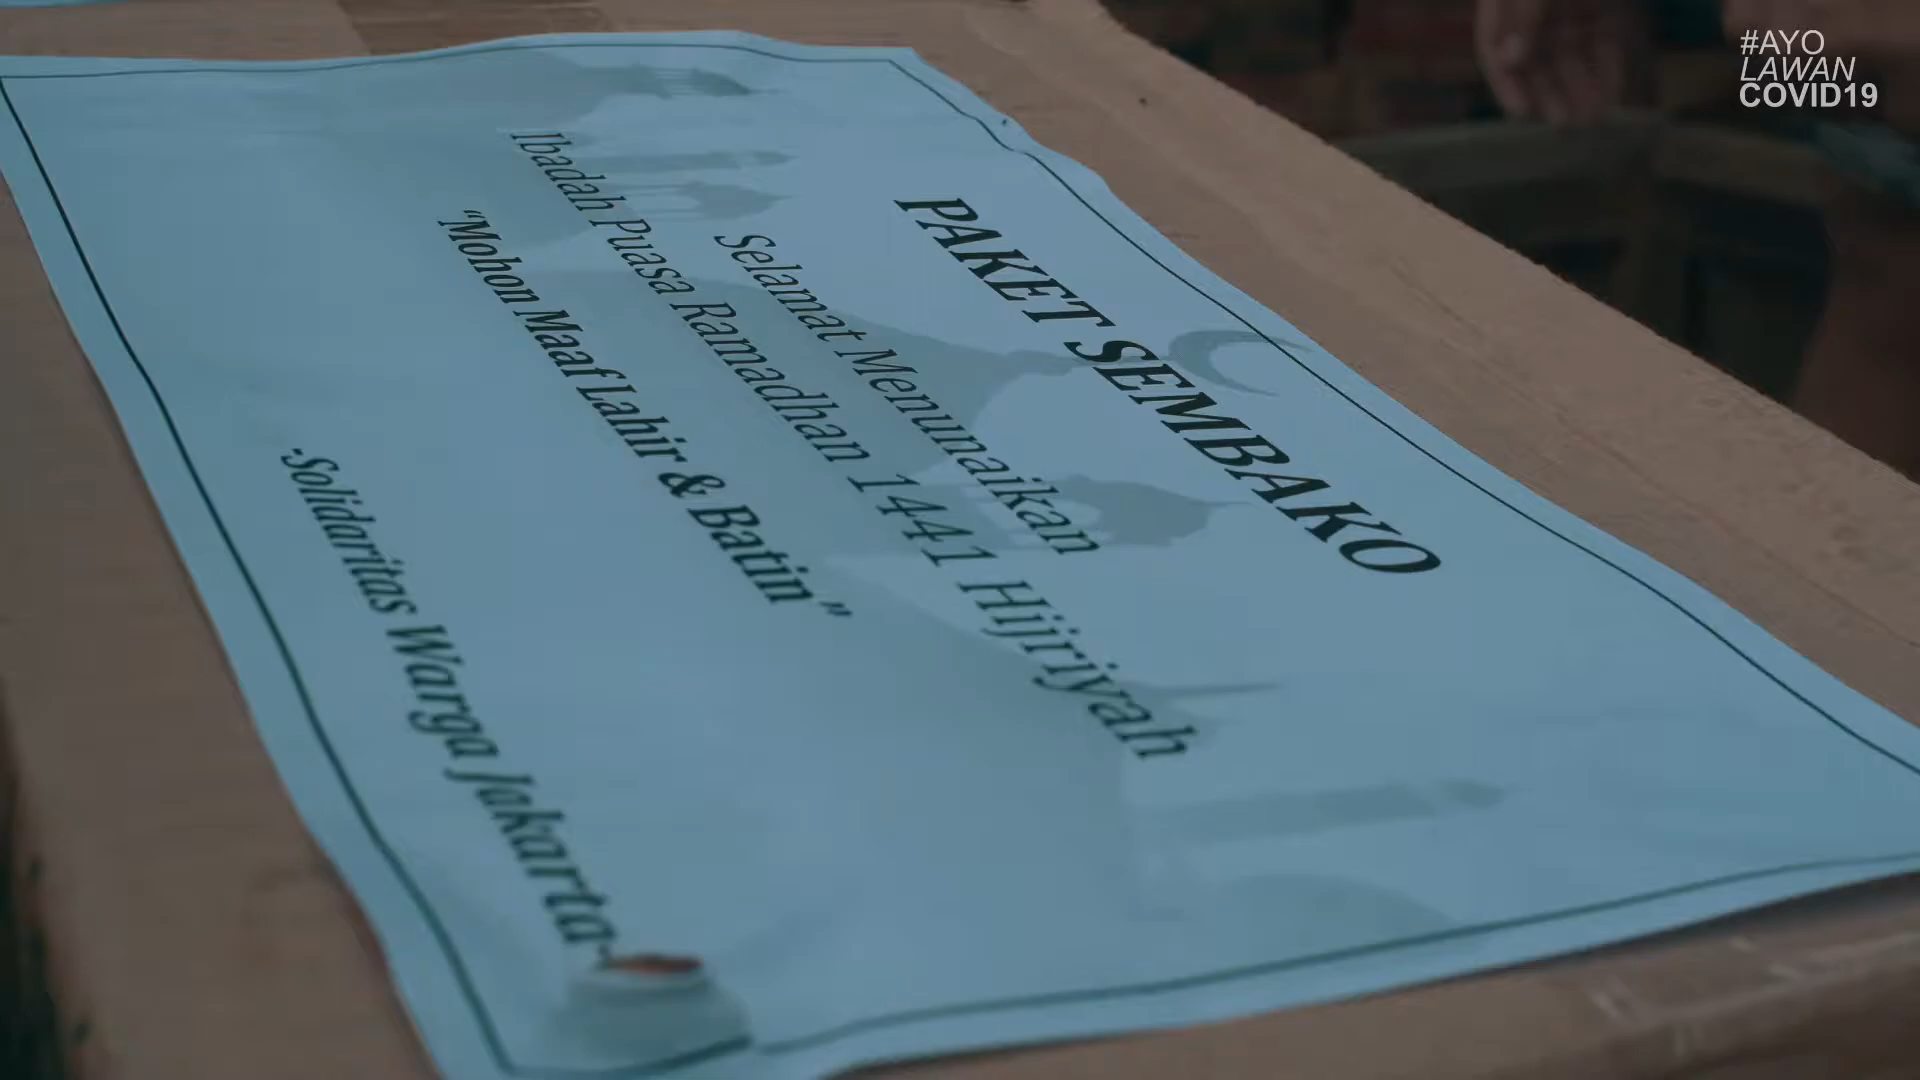 PAKET SEMBAKO
Selamat Menunaikan
Ibadah Puasa Ramadhan 1441 Hijriyah
"Mohon Maaf Lahir & Batin"
-Solidaritas Warga Jakarta-
#AYO
LAWAN
COVID19